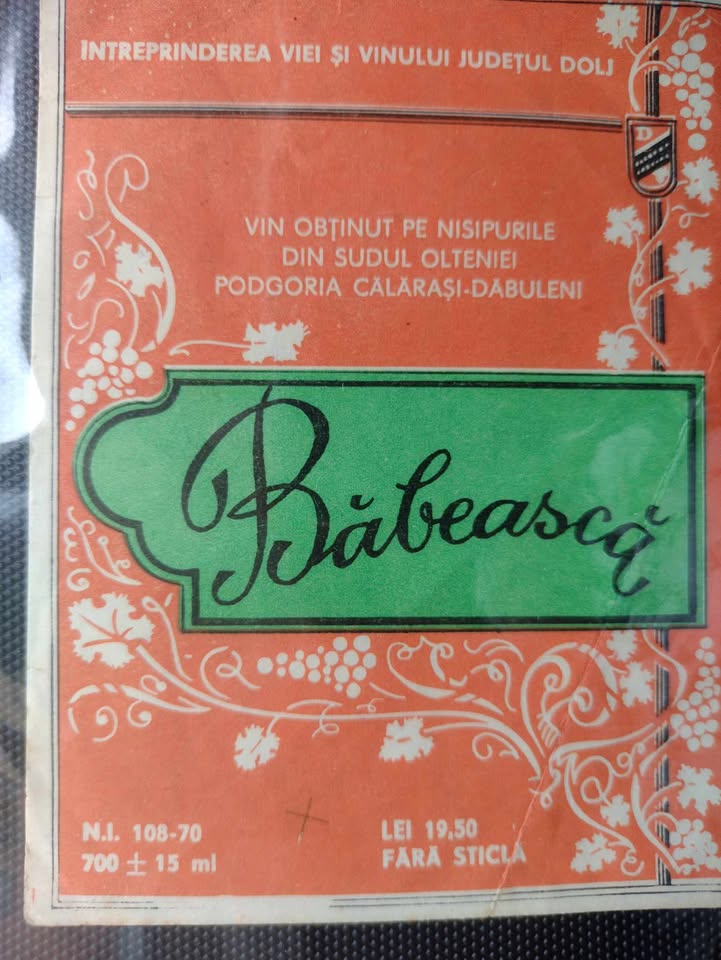 ÎNTREPRINDEREA VIEI ȘI VINULUI JUDEȚUL DOLJ
D
VIN OBȚINUT PE NISIPURILE
DIN SUDUL OLTENIEI
PODGORIA CĂLĂRAȘI-DĂBULENI
Băbească
N.I. 108-70
700 ± 15 ml
LEI 19,50
FĂRĂ STICLĂ